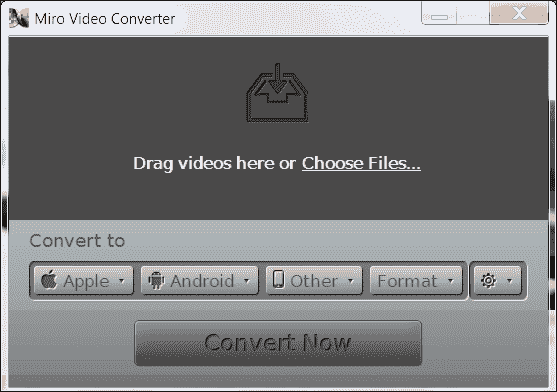 Miro Video Converter
Drag videos here or Choose Files...
Convert to
Apple Android Other Format
Convert Now